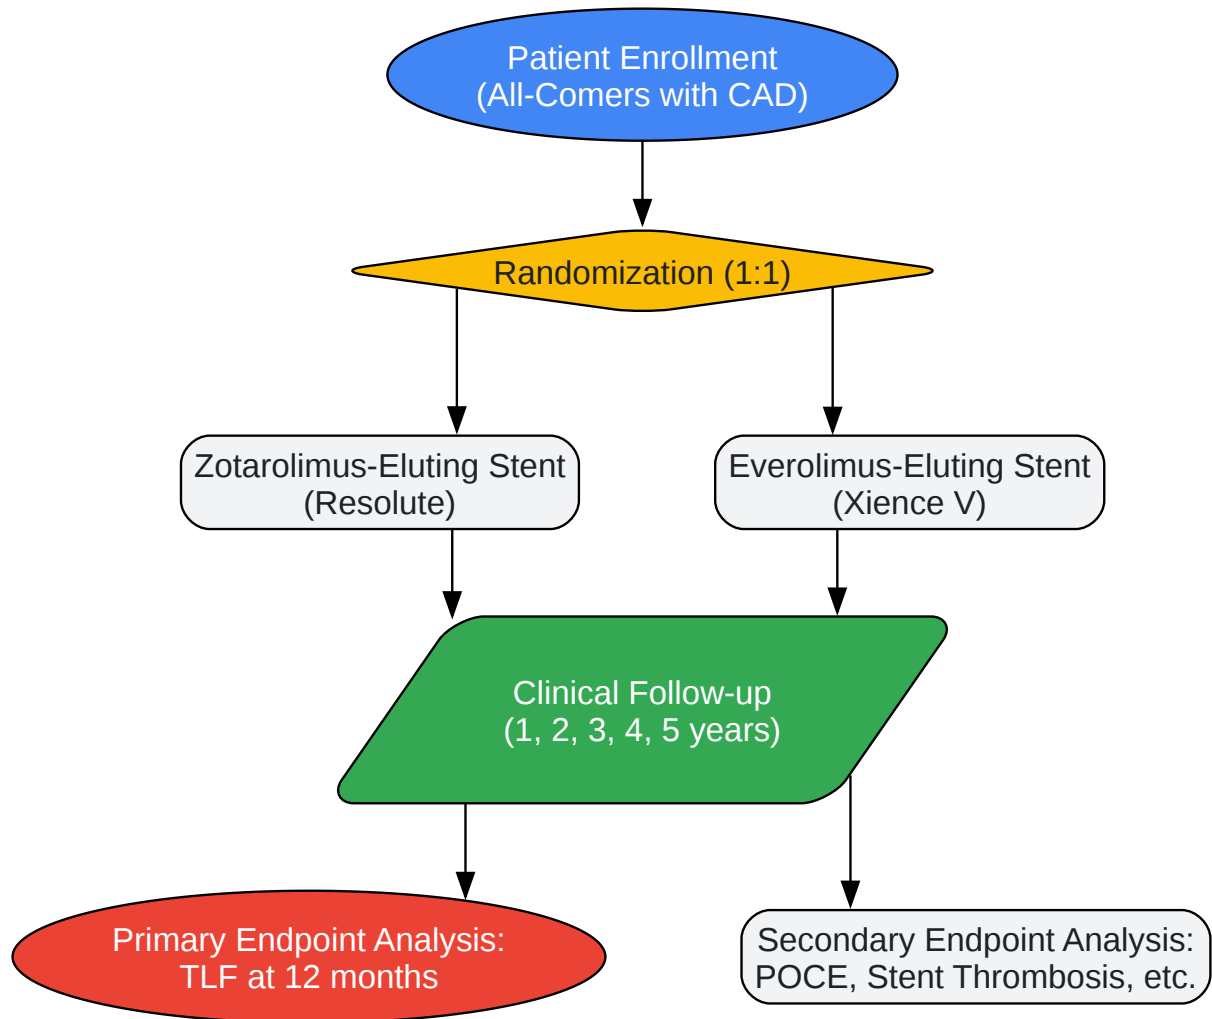 Patient Enrollment
(All-Comers with CAD)
Randomization (1:1)
Zotarolimus-Eluting Stent
(Resolute)
Everolimus-Eluting Stent
(Xience V)
Clinical Follow-up
(1, 2, 3, 4, 5 years)
Primary Endpoint Analysis:
TLF at 12 months
Secondary Endpoint Analysis:
POCE, Stent Thrombosis, etc.